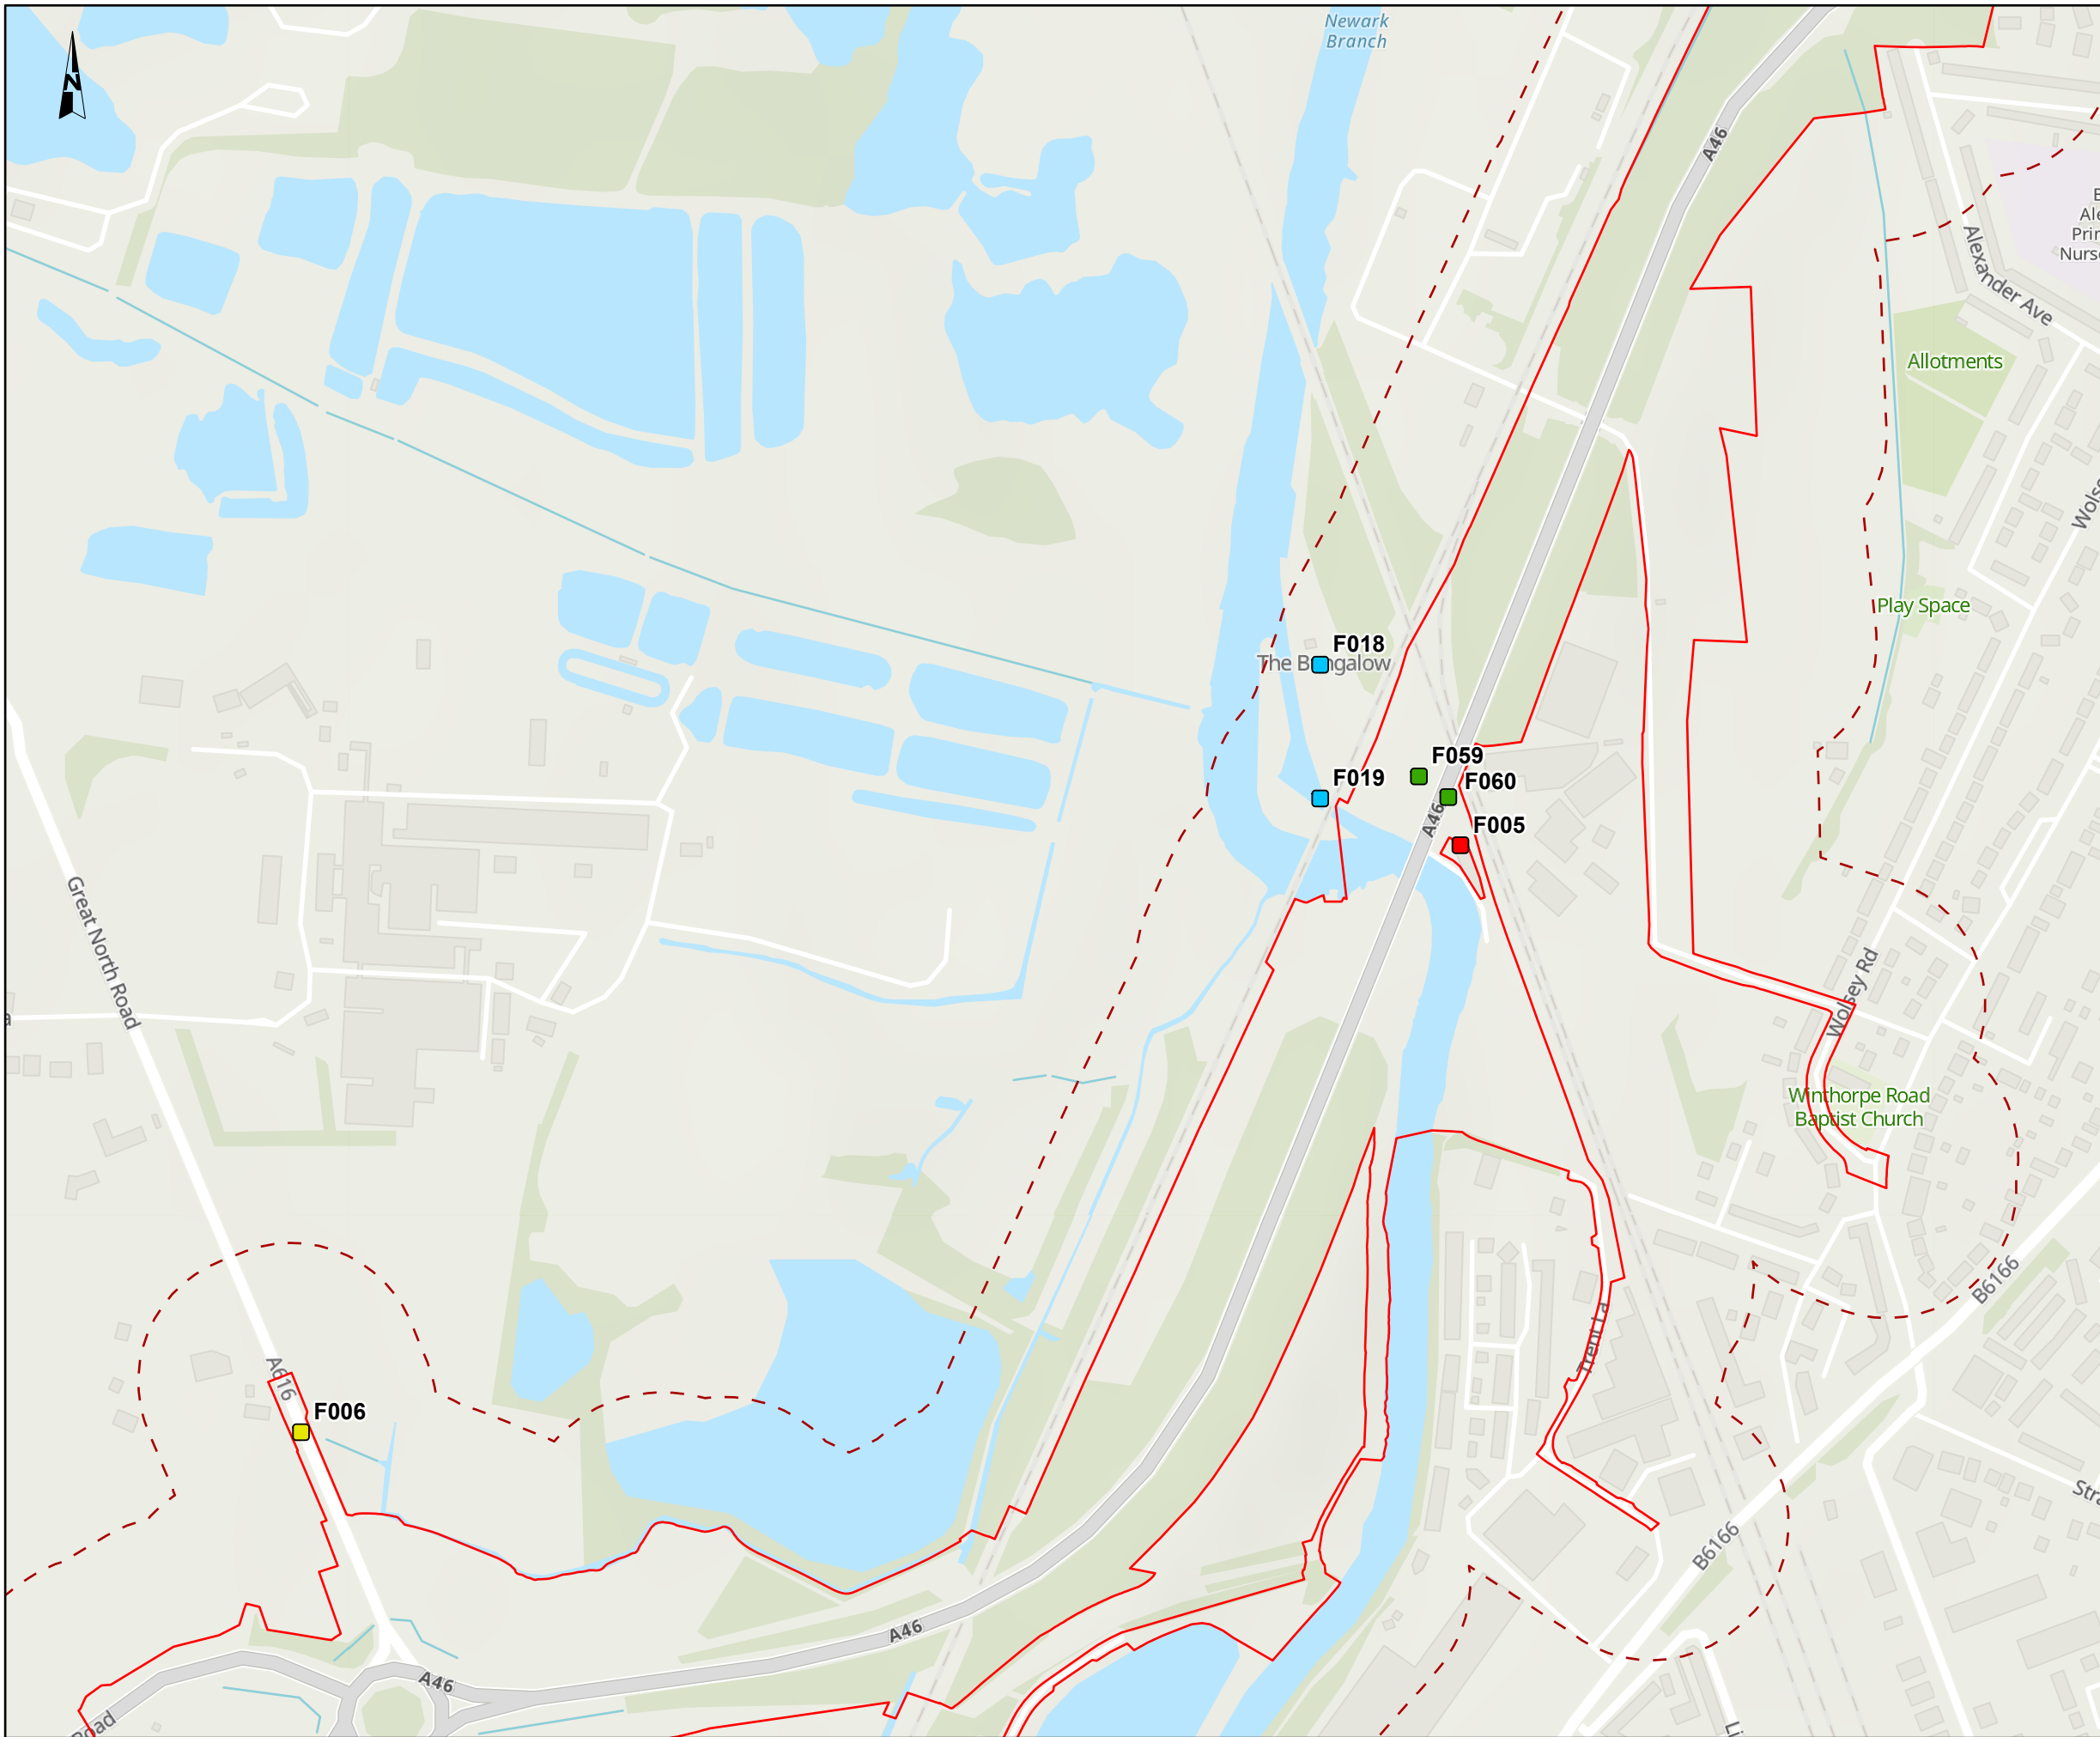 Newark
Branch
N
A46
Alexander Ave
Allotments
Play Space
F018
The Bungalow
F059
F019
F060
A46
F005
Great North Road
Wolsey Rd
Winthorpe Road
Baptist Church
B6166
Trent Ln
A616
F006
B6166
A46
A46
Road